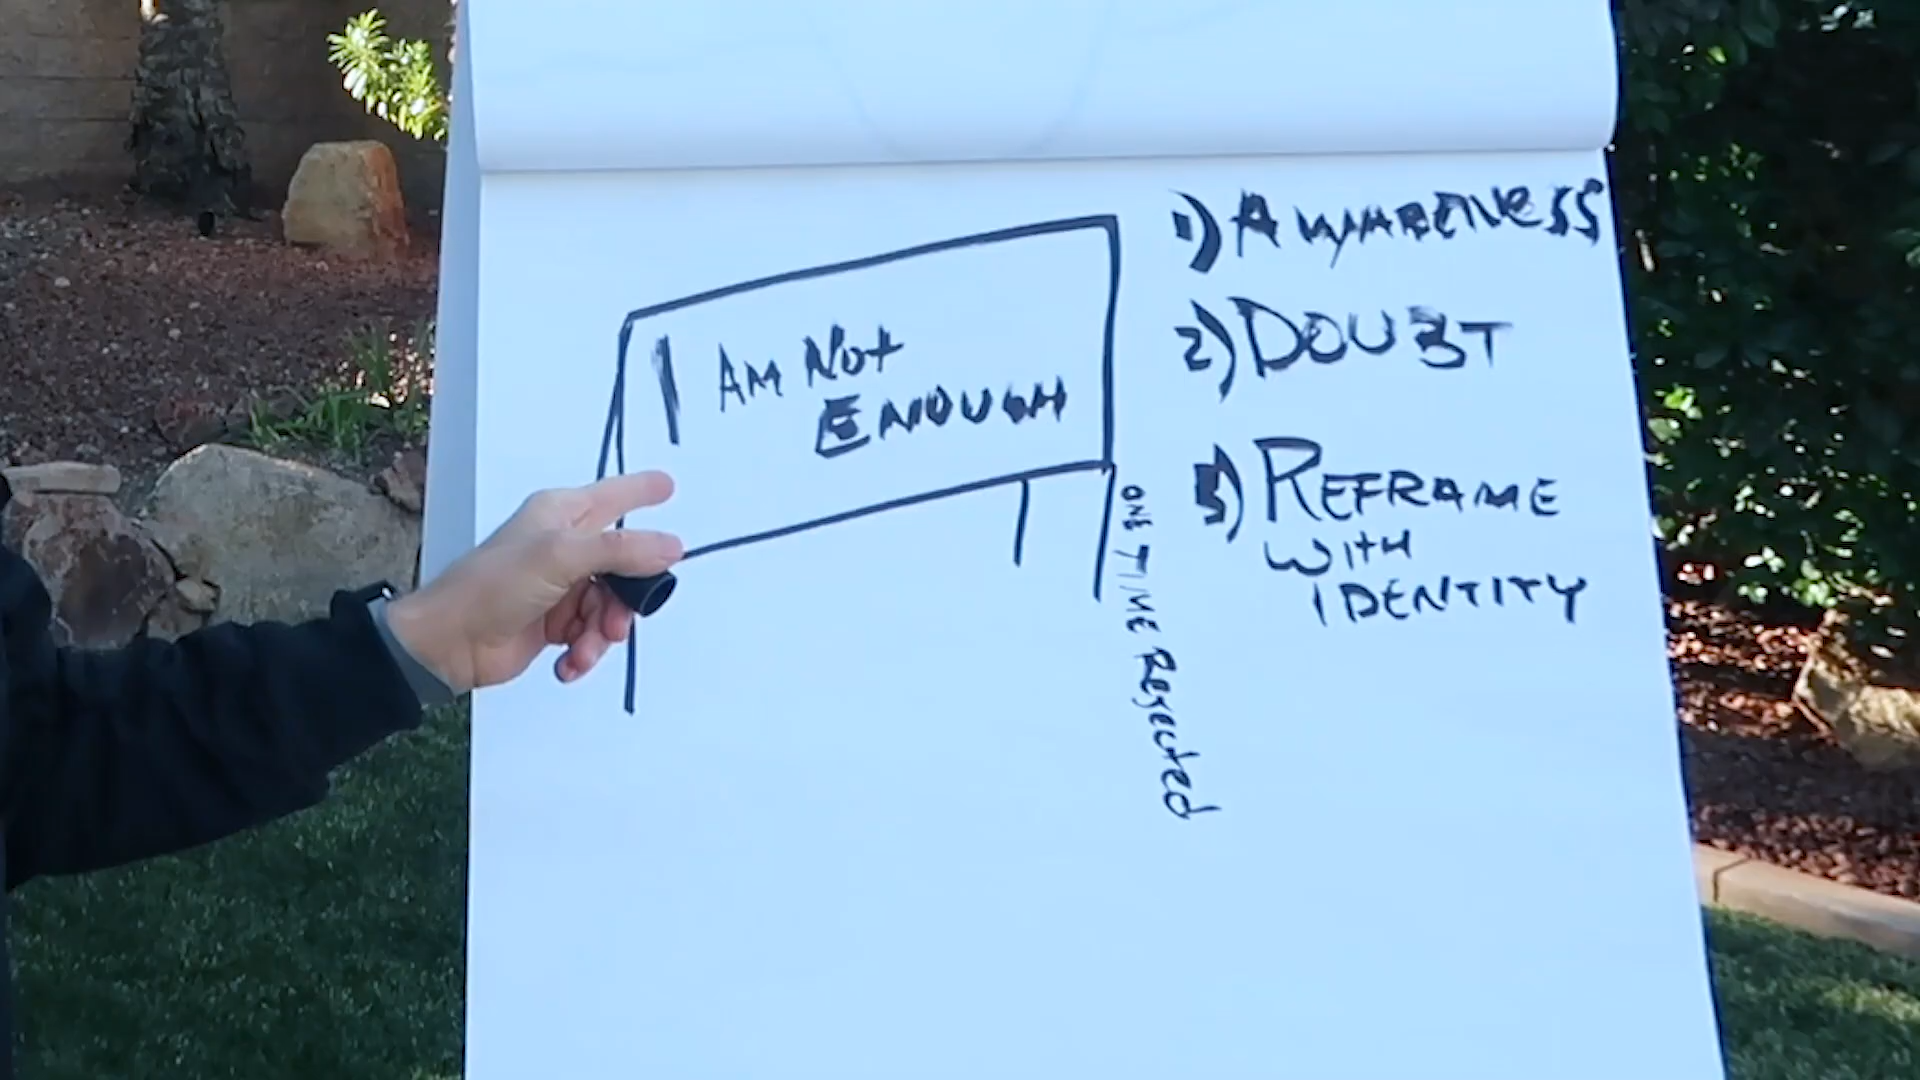 I AM Not
ENOUGH
ONE TIME Rejected
1) AWARENESS
2) DOUBT
3) REFRAME
WITH
IDENTITY